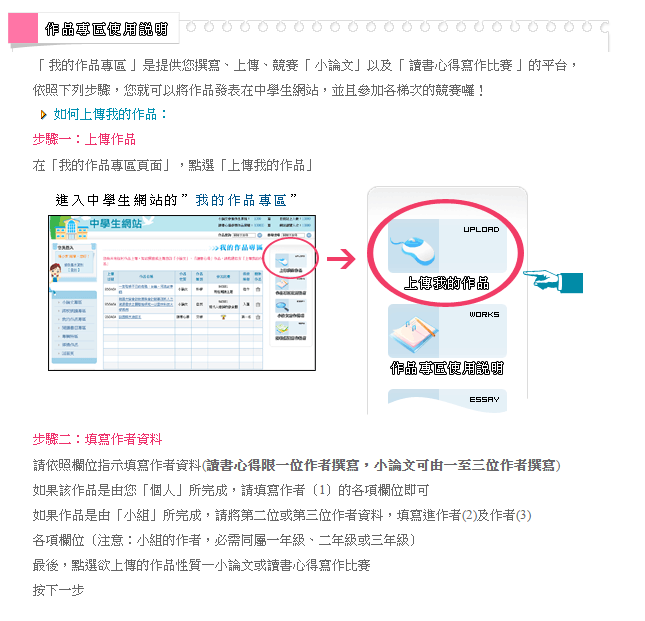 作品專區使用說明
「 我的作品專區 」是提供您撰寫、上傳、競賽「 小論文」以及「 讀書心得寫作比賽 」的平台，
依照下列步驟，您就可以將作品發表在中學生網站，並且參加各梯次的競賽囉！
如何上傳我的作品：
步驟一：上傳作品
在「我的作品專區頁面」，點選「上傳我的作品」
進入中學生網站的”我的作品專區”
中學生網站
我的作品專區
UPLOAD
上傳我的作品
WORKS
作品專區使用說明
ESSAY
步驟二：填寫作者資料
請依照欄位指示填寫作者資料(讀書心得限一位作者撰寫，小論文可由一至三位作者撰寫)
如果該作品是由您「個人」所完成，請填寫作者〔1〕的各項欄位即可
如果作品是由「小組」所完成，請將第二位或第三位作者資料，填寫進作者(2)及作者(3)
各項欄位〔注意：小組的作者，必需同屬一年級、二年級或三年級〕
最後，點選欲上傳的作品性質—小論文或讀書心得寫作比賽
按下一步